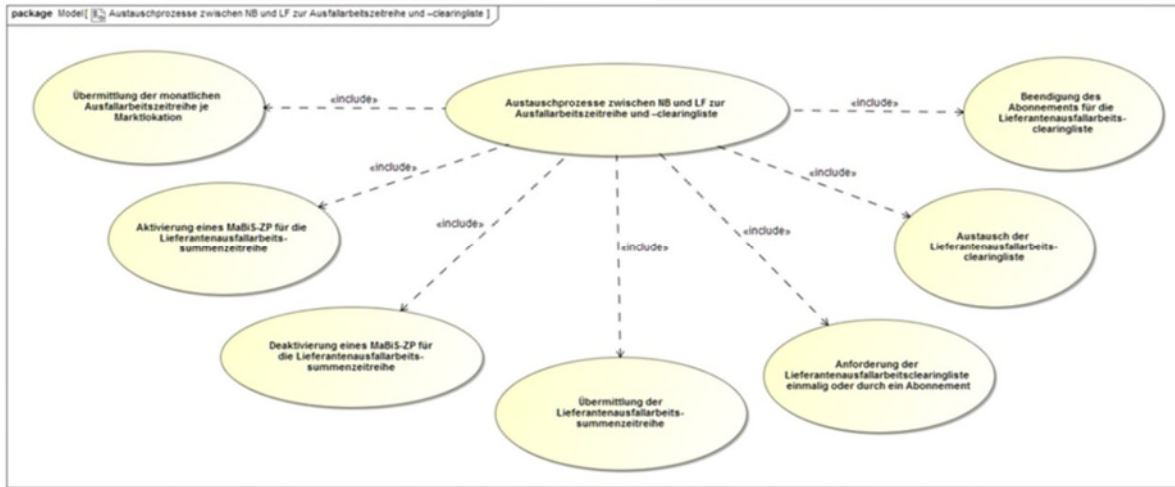 package Model[ Austauschprozesse zwischen NB und LF zur Ausfallarbeitszeitreihe und –clearingliste ]
Übermittlung der monatlichen
Ausfallarbeitszeitreihe je
Marktlokation
«include»
Austauschprozesse zwischen NB und LF zur
Ausfallarbeitszeitreihe und –clearingliste
«include»
Beendigung des
Abonnements für die
Lieferantenausfallarbeits-
clearingliste
«include»
«include»
Aktivierung eines MaBiS-ZP für die
Lieferantenausfallarbeits-
summenzeitreihe
«include»
«include»
«include»
Austausch der
Lieferantenausfallarbeits-
clearingliste
Deaktivierung eines MaBiS-ZP für
die Lieferantenausfallarbeits-
summenzeitreihe
Anforderung der
Lieferantenausfallarbeitsclearingliste
einmalig oder durch ein Abonnement
Übermittlung der
Lieferantenausfallarbeits-
summenzeitreihe